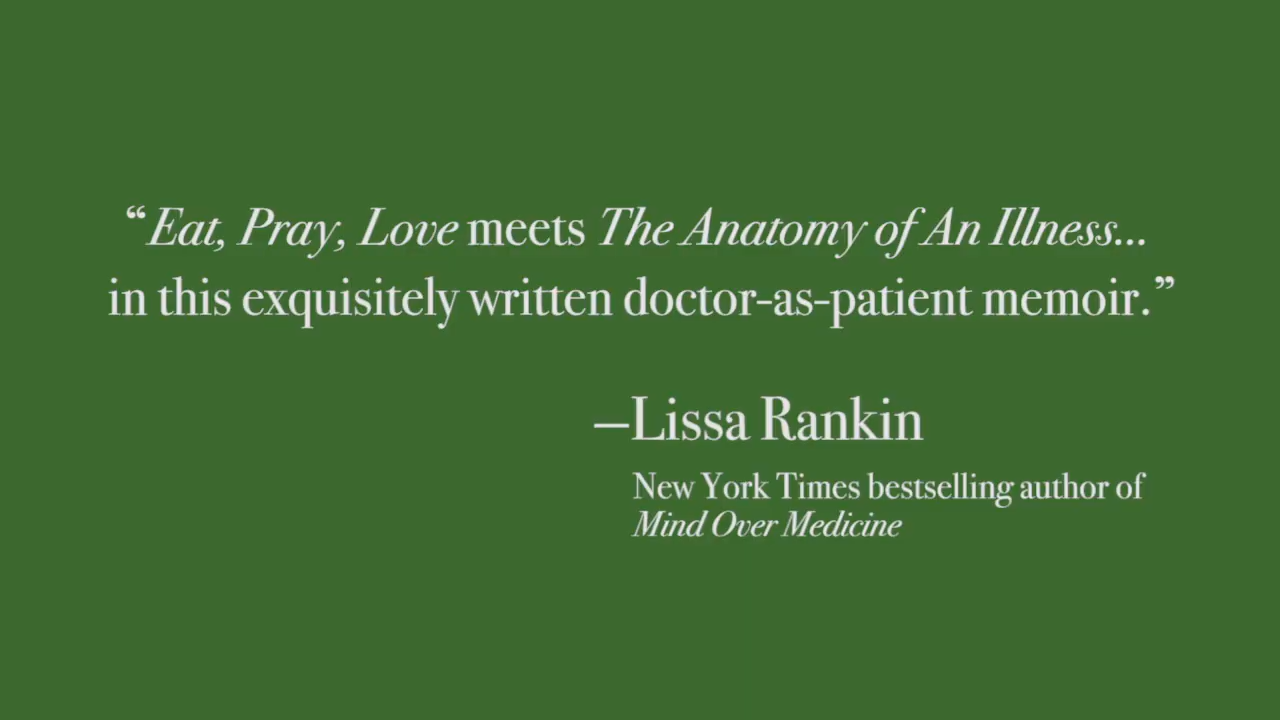 “Eat, Pray, Love meets The Anatomy of An Illness...
in this exquisitely written doctor-as-patient memoir.”
—Lissa Rankin
New York Times bestselling author of
Mind Over Medicine